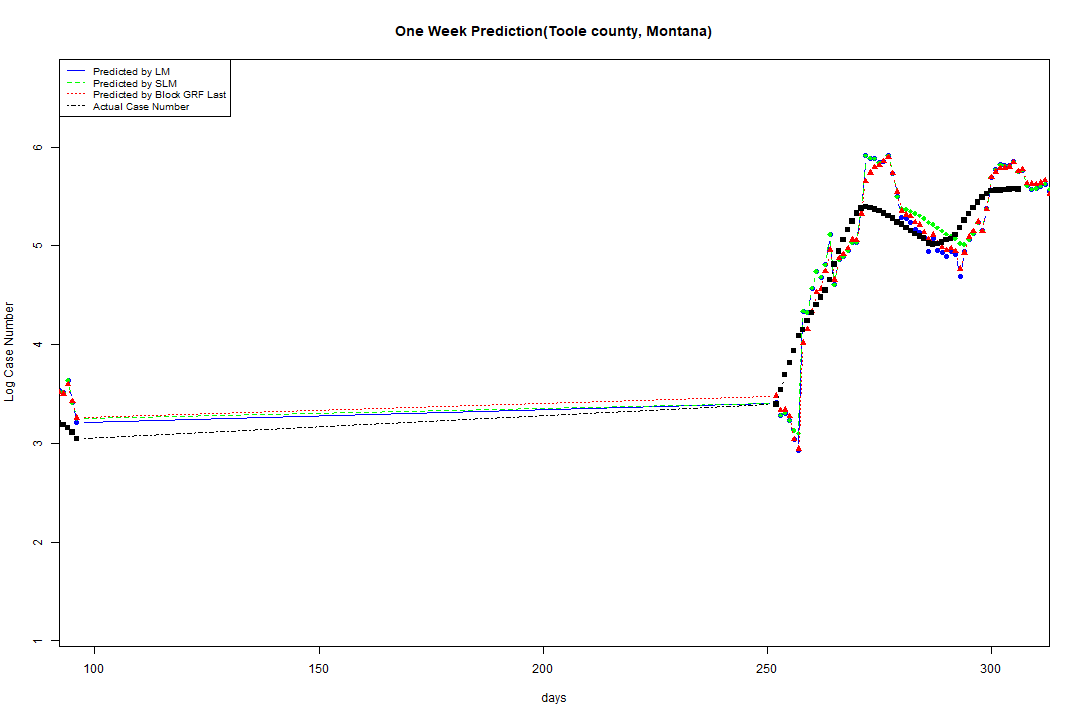 One Week Prediction(Toole county, Montana)
Predicted by LM
Predicted by SLM
Predicted by Block GRF Last
Actual Case Number
6
5
4
3
2
1
Log Case Number
100 150 200 250 300
days